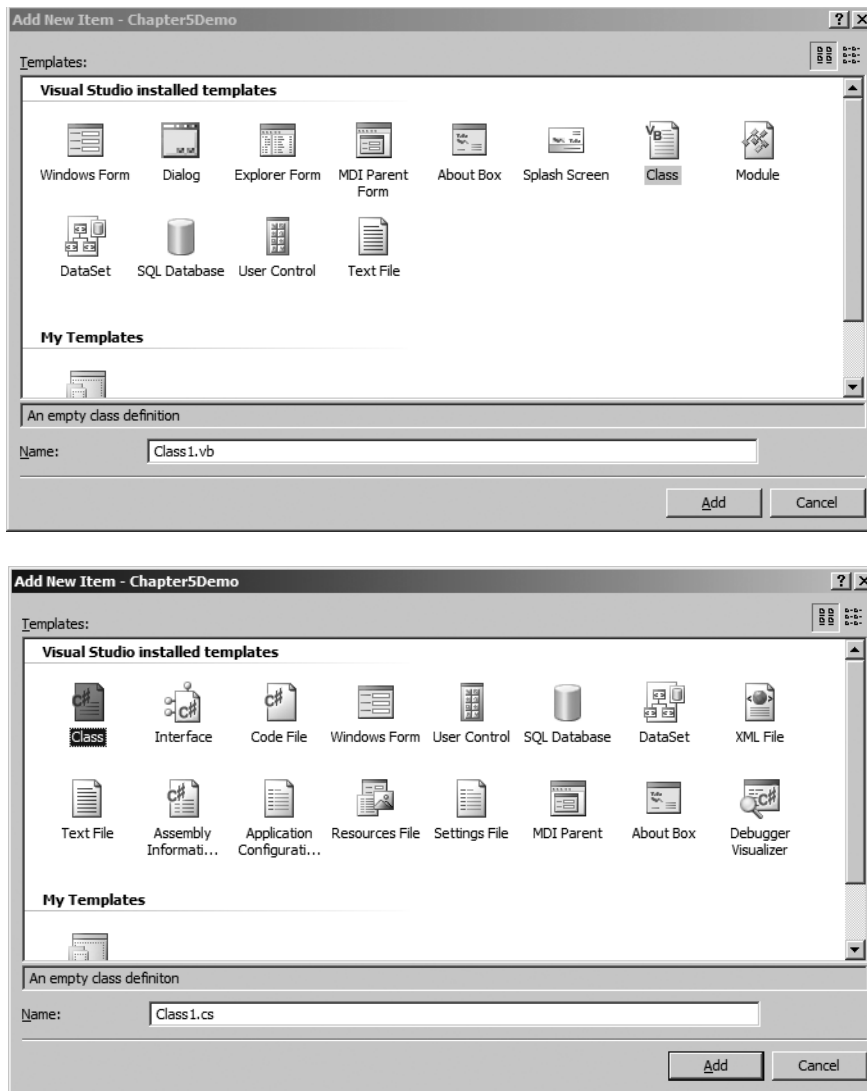 Add New Item - Chapter5Demo
Templates:
Visual Studio installed templates
Windows Form Dialog Explorer Form MDI Parent Form About Box Splash Screen Class Module
DataSet SQL Database User Control Text File
My Templates
An empty class definition
Name: Class1.vb
Add Cancel
Add New Item - Chapter5Demo
Templates:
Visual Studio installed templates
Class Interface Code File Windows Form User Control SQL Database DataSet XML File
Text File Assembly Informati... Application Configurati... Resources File Settings File MDI Parent About Box Debugger Visualizer
My Templates
An empty class definiton
Name: Class1.cs
Add Cancel